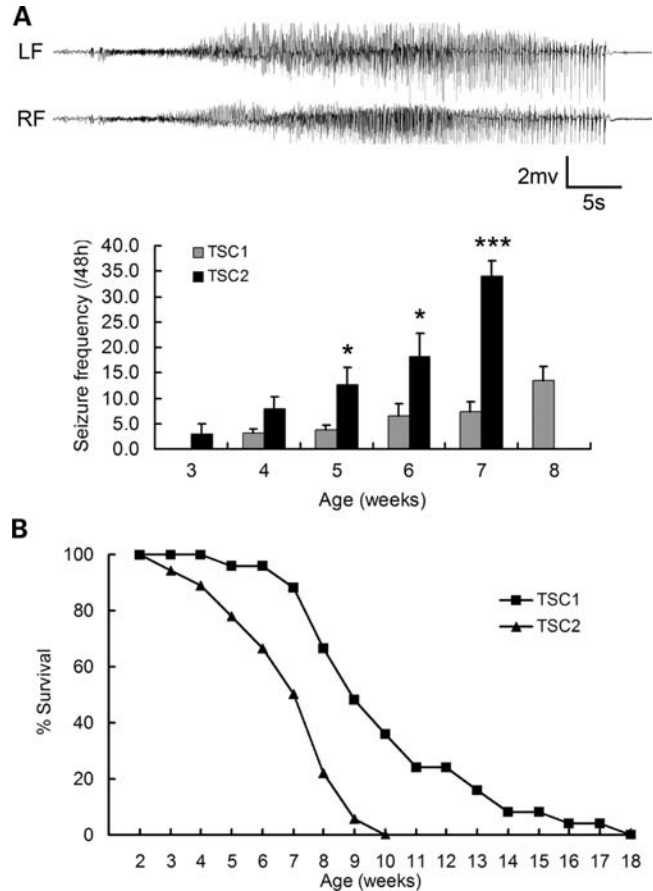 A
LF
RF
2mv
5s
Seizure frequency (/48h)
40.0
35.0
30.0
25.0
20.0
15.0
10.0
5.0
0.0
TSC1
TSC2
*
*
***
3 4 5 6 7 8
Age (weeks)
B
% Survival
100
80
60
40
20
0
TSC1
TSC2
2 3 4 5 6 7 8 9 10 11 12 13 14 15 16 17 18
Age (weeks)